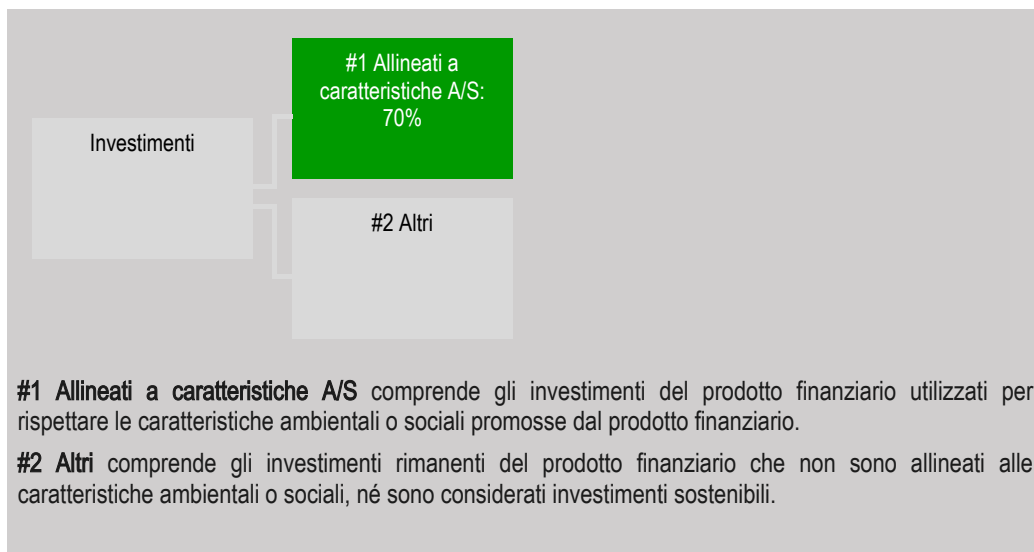 #1 Allineati a
caratteristiche A/S:
70%
Investimenti
#2 Altri
#1 Allineati a caratteristiche A/S comprende gli investimenti del prodotto finanziario utilizzati per
rispettare le caratteristiche ambientali o sociali promosse dal prodotto finanziario.
#2 Altri comprende gli investimenti rimanenti del prodotto finanziario che non sono allineati alle
caratteristiche ambientali o sociali, né sono considerati investimenti sostenibili.